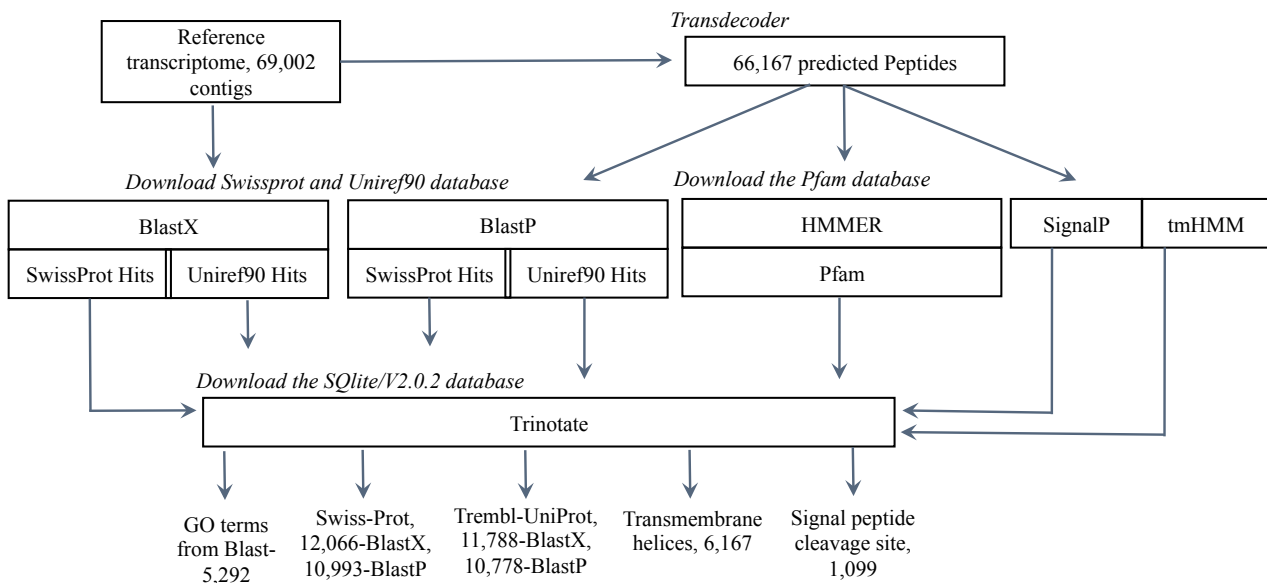 Transdecoder
Reference
transcriptome, 69,002
contigs
66,167 predicted Peptides
Download Swissprot and Uniref90 database
Download the Pfam database
BlastX
SwissProt Hits
Uniref90 Hits
BlastP
SwissProt Hits
Uniref90 Hits
HMMER
Pfam
SignalP
tmHMM
Download the SQlite/V2.0.2 database
Trinotate
GO terms
from Blast-
5,292
Swiss-Prot,
12,066-BlastX,
10,993-BlastP
Trembl-UniProt,
11,788-BlastX,
10,778-BlastP
Transmembrane
helices, 6,167
Signal peptide
cleavage site,
1,099